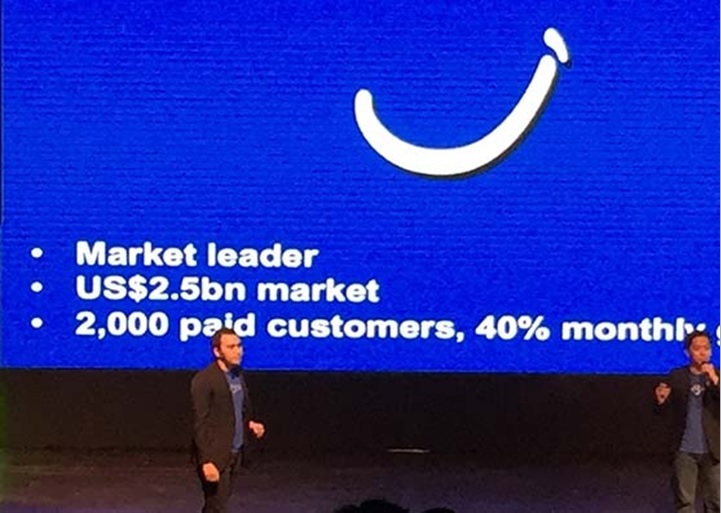 • Market leader
• US$2.5bn market
• 2,000 paid customers, 40% monthly